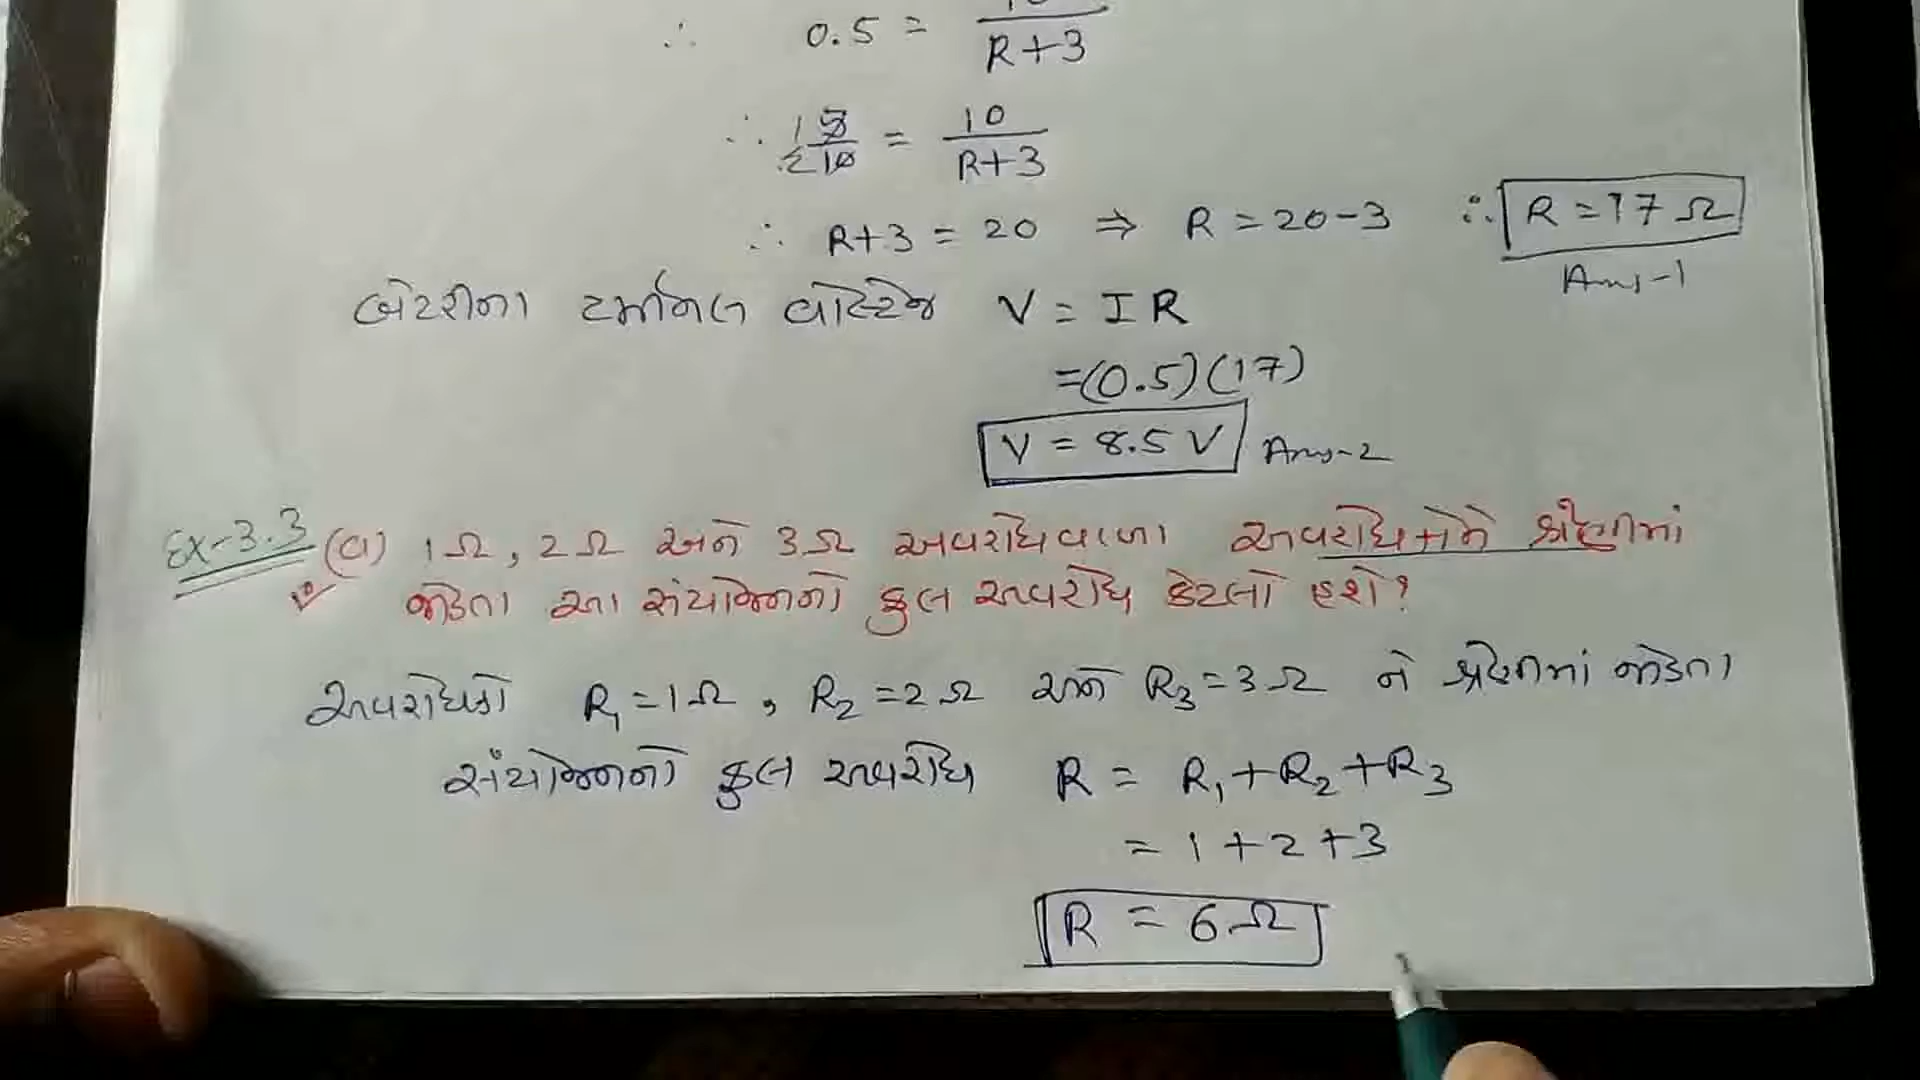 ∴ 0.5 = 10/R+3
∴ 1 5/2 10 = 10/R+3
∴ R+3 = 20 ⇒ R = 20-3 ∴ R = 17 Ω
Ans-1
બેટરીના ટર્મીનલ વોલ્ટેજ V = I R
=(0.5)(17)
V = 8.5 V Ans-2
Ex-3.3 (a) 1Ω, 2Ω અને 3Ω અવરોધવાળા અવરોધોને શ્રેણીમાં
જોડતા આ સંયોજનનો કુલ અવરોધ કેટલો હશે?
અવરોધકો R₁ = 1Ω, R₂ = 2Ω અને R₃ = 3Ω ને શ્રેણીમાં જોડતા
સંયોજનનો કુલ અવરોધ R = R₁ + R₂ + R₃
= 1 + 2 + 3
R = 6Ω